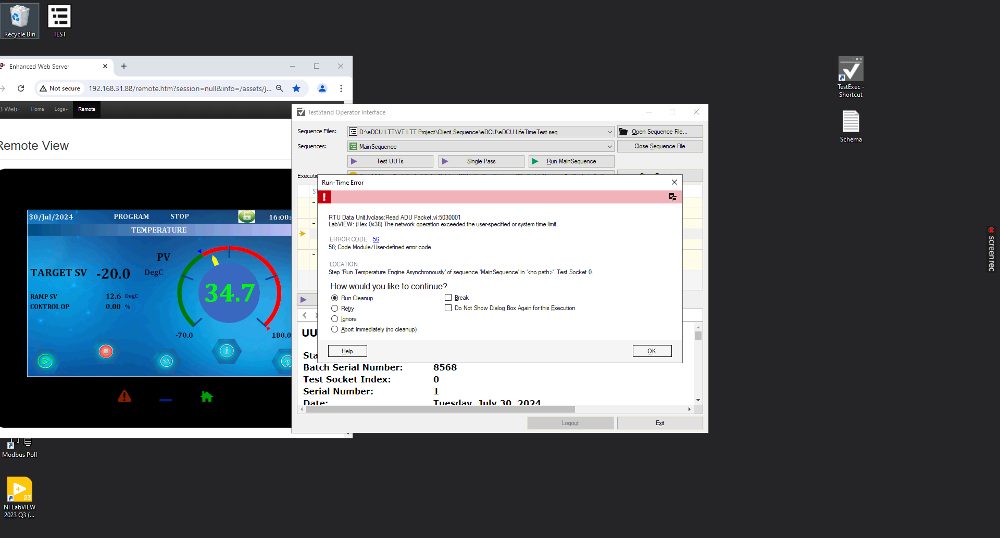 Recycle Bin
TEST
Enhanced Web Server
Not secure
192.168.31.88/remote.htm?session=null&info=/assets/j...
3 Web+
Home
Logs
Remote
Remote View
30/Jul/2024
PROGRAM
STOP
16:00:
TEMPERATURE
PV
TARGET SV
-20.0
DegC
RAMP SV
12.6
DegC
CONTROL OP
0.00
%
34.7
-70.0
180.0
TeststExec -
Shortcut
Schema
screenrec
TestStand Operator Interface
Sequence Files:
D:\eDCU LTT\VT LTT Project\Client Sequence\eDCU\eDCU LifeTimeTest.seq
Open Sequence File...
Sequences:
MainSequence
Close Sequence File
Test UUTs
Single Pass
Run MainSequence
Run-Time Error
RTU Data Unit.lvclass:Read ADU Packet.vi:5030001
LabVIEW: (Hex 0x38) The network operation exceeded the user-specified or system time limit.
ERROR CODE 56
56; Code Module/User-defined error code.
LOCATION
Step 'Run Temperature Engine Asynchronously' of sequence 'MainSequence' in '<no path>'. Test Socket 0.
How would you like to continue?
Run Cleanup
Break
Retry
Do Not Show Dialog Box Again for this Execution
Ignore
Abort Immediately (no cleanup)
Help
OK
UU
Sta
Batch Serial Number: 8568
Test Socket Index: 0
Serial Number: 1
Date: Tuesday, July 30, 2024
Logout
Exit
Modbus Poll
23
NI LabVIEW
2023 Q3 (...